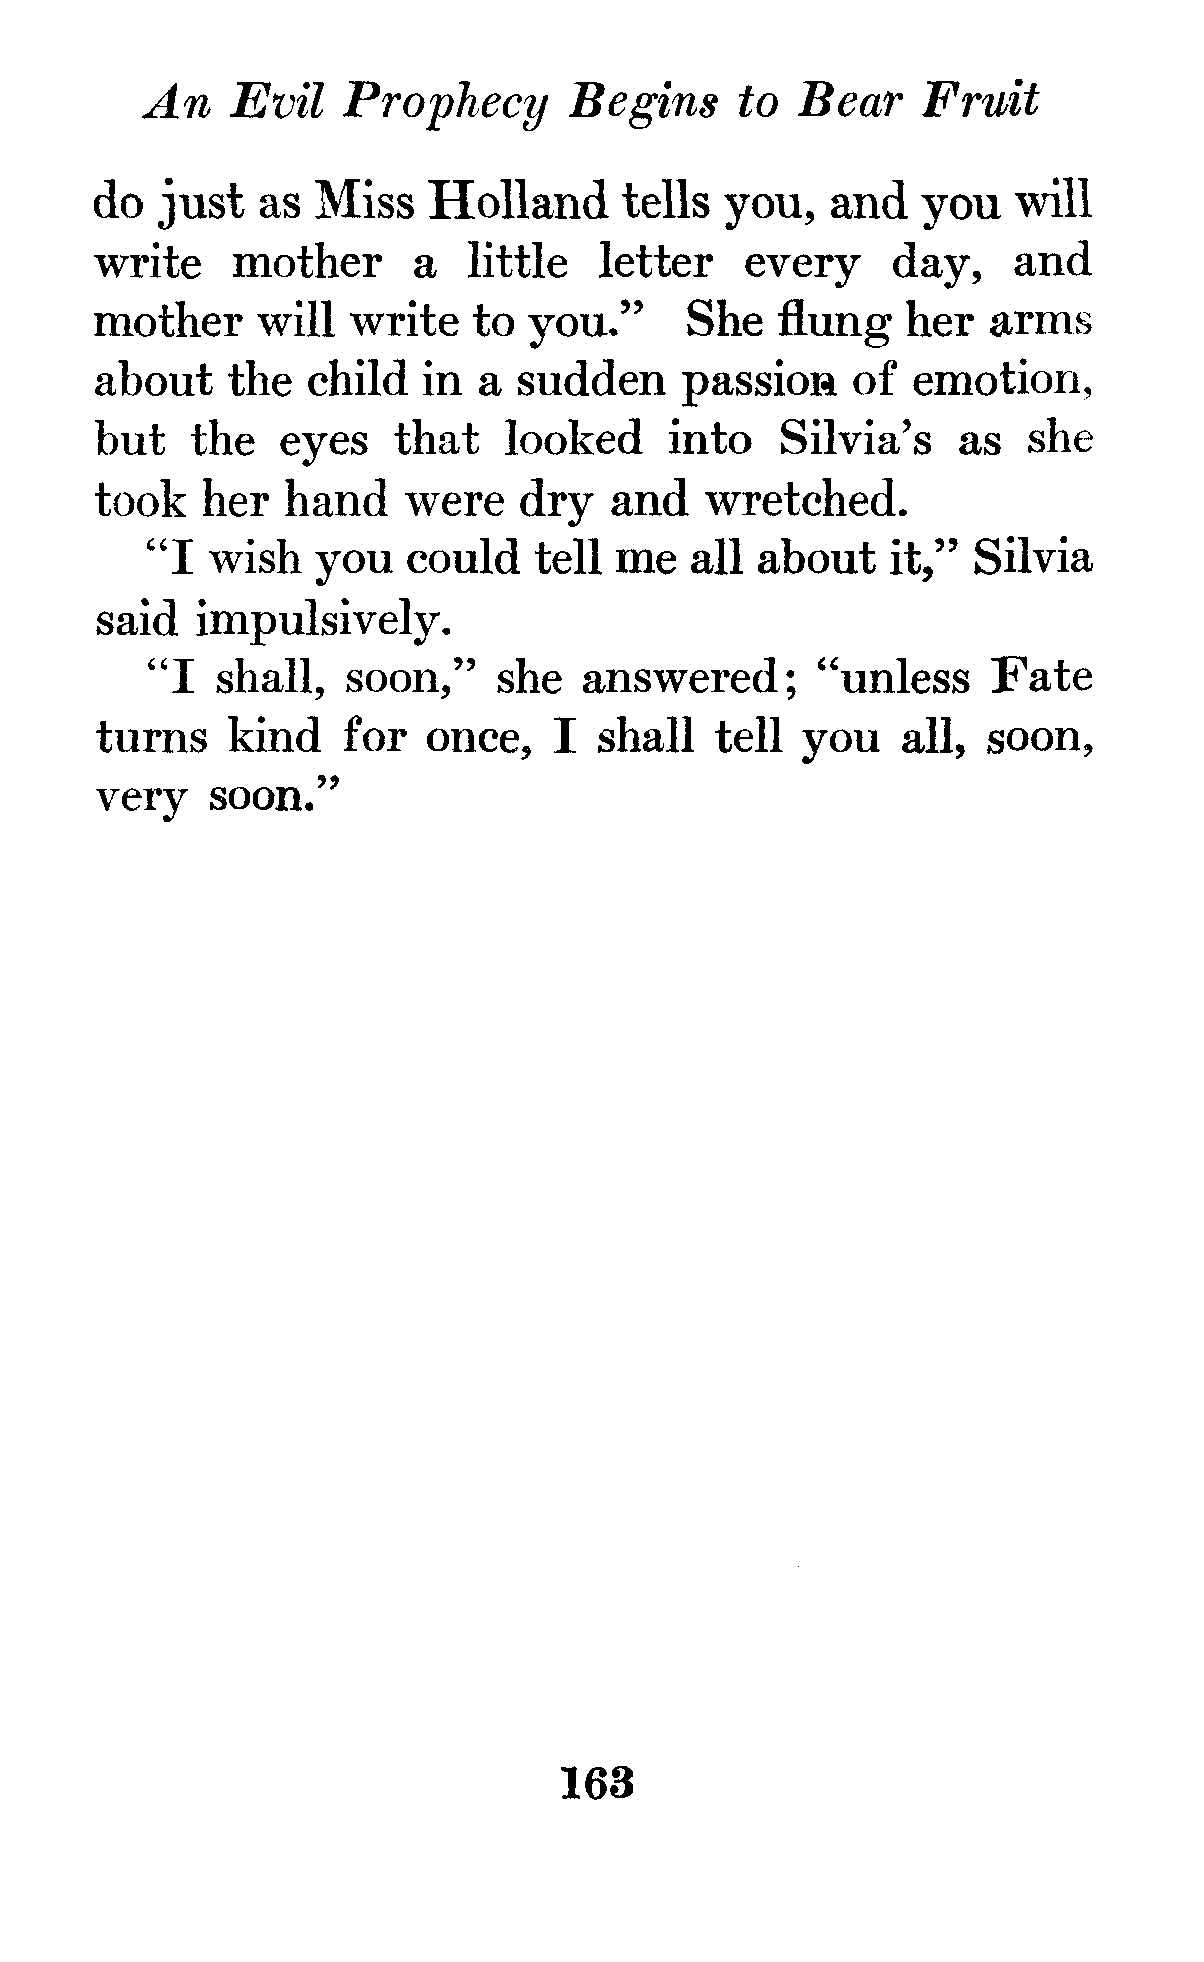 An Evil Prophecy Begins to Bear Fruit
do just as Miss Holland tells you, and you will
write mother a little letter every day, and
mother will write to you.” She flung her arms
about the child in a sudden passion of emotion,
but the eyes that looked into Silvia’s as she
took her hand were dry and wretched.
“I wish you could tell me all about it,” Silvia
said impulsively.
“I shall, soon,” she answered; “unless Fate
turns kind for once, I shall tell you all, soon,
very soon.”
163